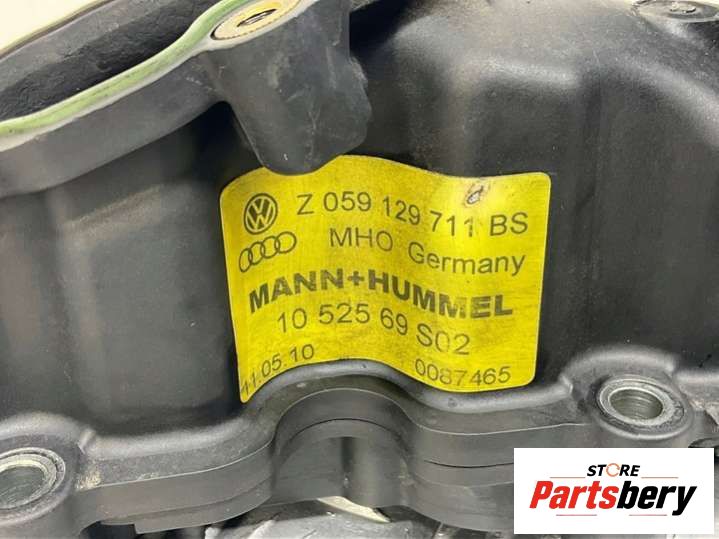 Z 059 129 711 BS
MHO Germany
MANN+HUMMEL
10 525 69 S02
11.05.10
0087465
STORE
Partsbery